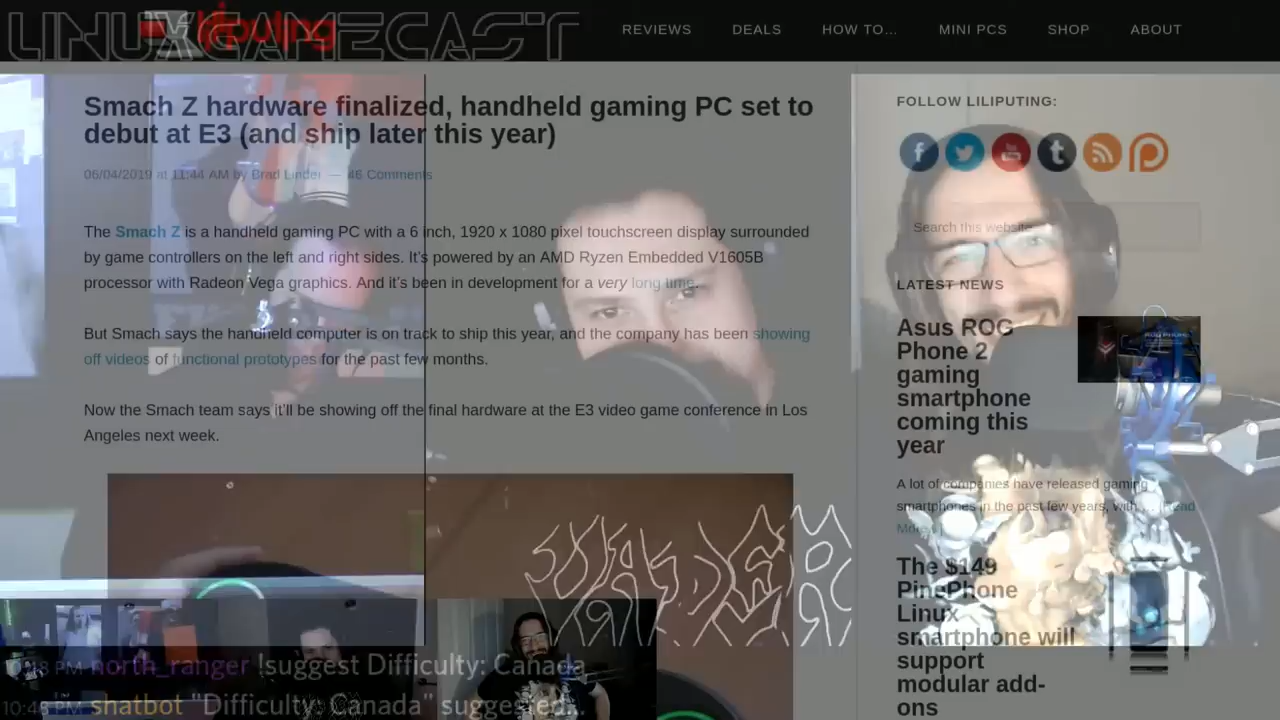 LINUXGAMECAST
liliputing
REVIEWS DEALS HOW TO... MINI PCS SHOP ABOUT
Smach Z hardware finalized, handheld gaming PC set to
debut at E3 (and ship later this year)
06/04/2019 at 11:44 AM by Brad Linder — 46 Comments
The Smach Z is a handheld gaming PC with a 6 inch, 1920 x 1080 pixel touchscreen display surrounded
by game controllers on the left and right sides. It's powered by an AMD Ryzen Embedded V1605B
processor with Radeon Vega graphics. And it's been in development for a very long time.
But Smach says the handheld computer is on track to ship this year, and the company has been showing
off videos of functional prototypes for the past few months.
Now the Smach team says it'll be showing off the final hardware at the E3 video game conference in Los
Angeles next week.
FOLLOW LILIPUTING:
Search this website
LATEST NEWS
Asus ROG
Phone 2
gaming
smartphone
coming this
year
A lot of companies have released gaming
smartphones in the past few years, with ... [Read
More...]
The $149
PinePhone
Linux
smartphone will
support
modular add-
ons
VADER
PM north_ranger !suggest Difficulty: Canada
PM shatbot "Difficulty: Canada" suggested...